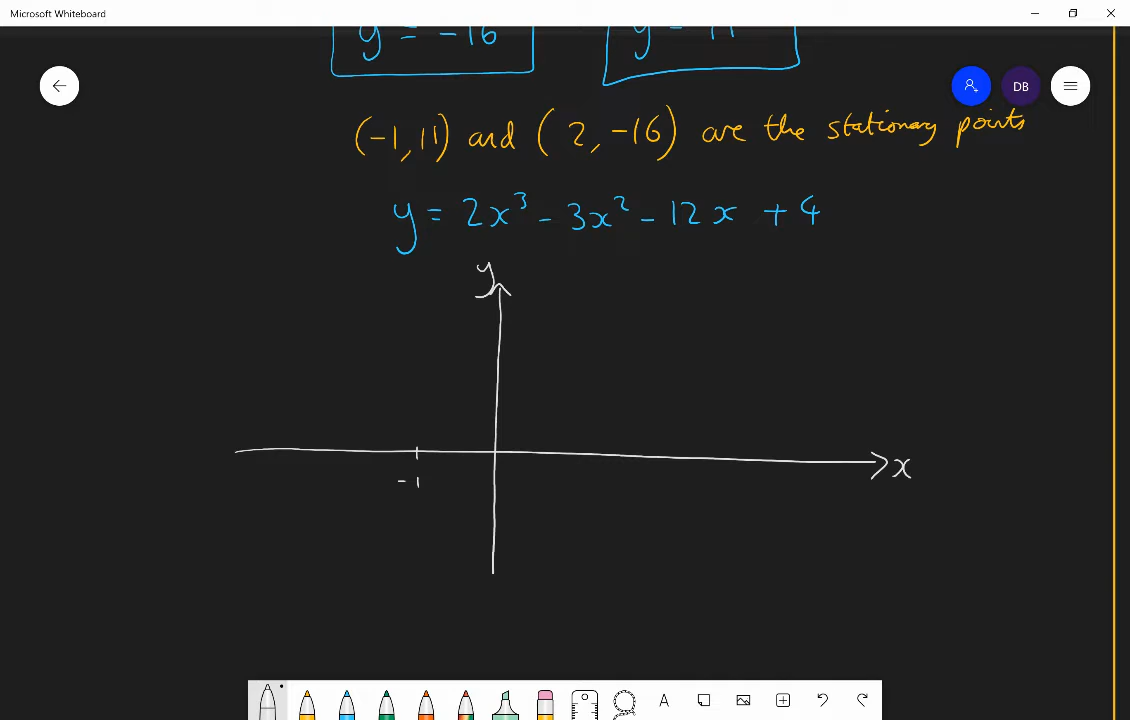 Microsoft Whiteboard
y = -16 y = 11
DB
(-1, 11) and (2, -16) are the stationary points
y = 2x³ - 3x² - 12x + 4
y
x
-1
A